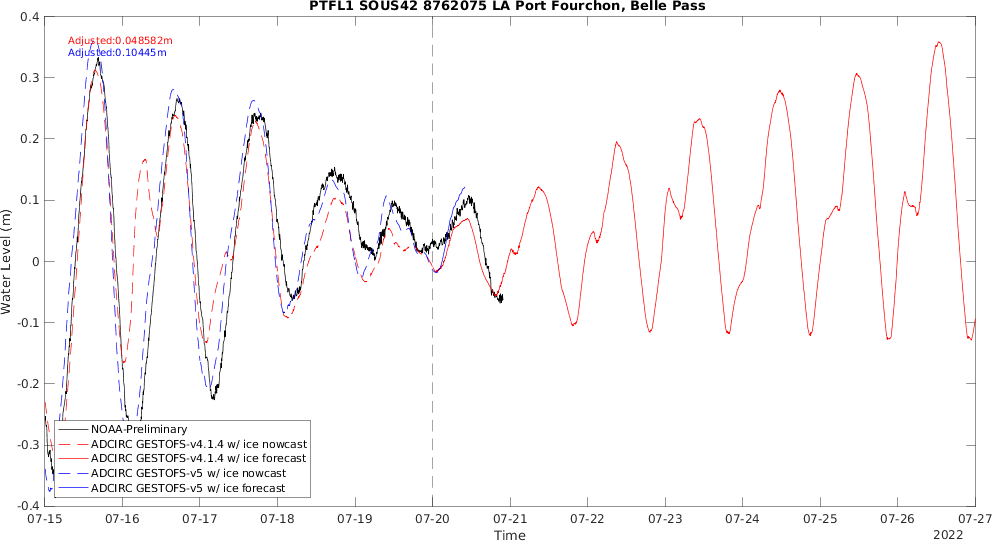 PTFL1 SOUS42 8762075 LA Port Fourchon, Belle Pass
0.4
Adjusted:0.048582m
Adjusted:0.10445m
0.3
0.2
0.1
0
-0.1
-0.2
-0.3
-0.4
Water Level (m)
NOAA-Preliminary
ADCIRC GESTOFS-v4.1.4 w/ ice nowcast
ADCIRC GESTOFS-v4.1.4 w/ ice forecast
ADCIRC GESTOFS-v5 w/ ice nowcast
ADCIRC GESTOFS-v5 w/ ice forecast
07-15 07-16 07-17 07-18 07-19 07-20 07-21 07-22 07-23 07-24 07-25 07-26 07-27
Time
2022